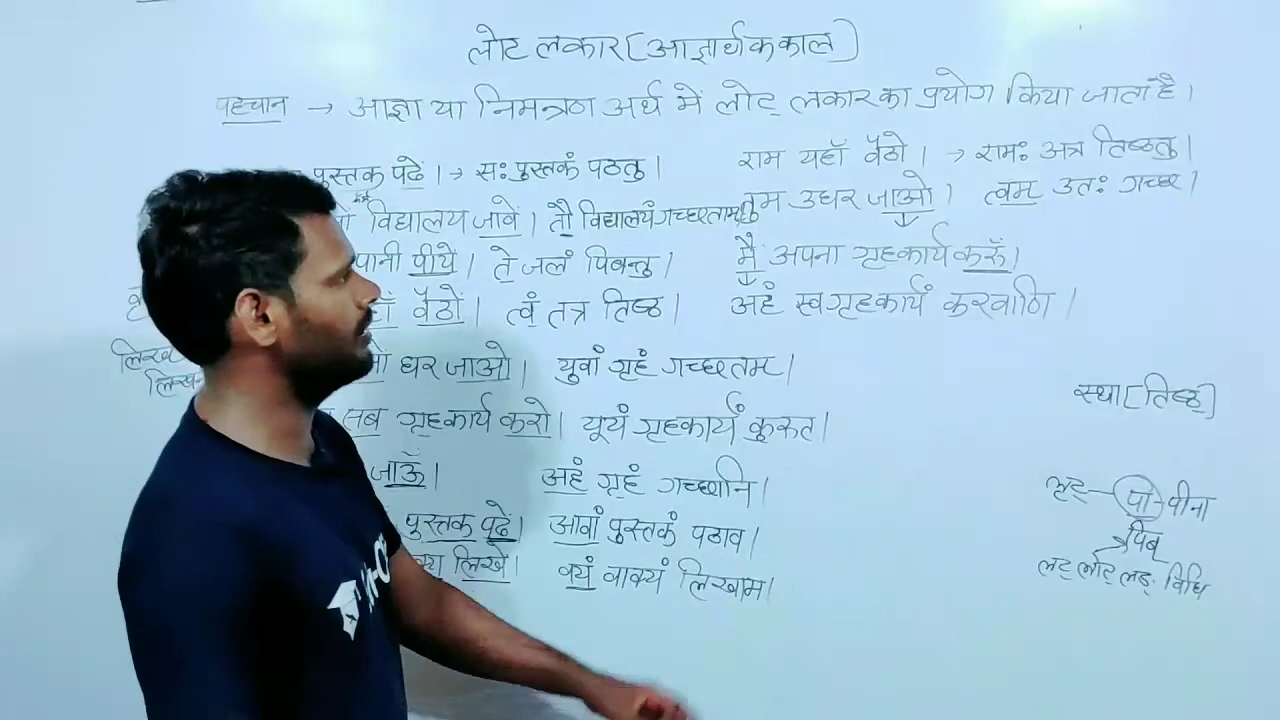 लोट लकार [आज्ञार्थक काल]
पहचान → आज्ञा या निमन्त्रण अर्थ में लोट् लकार का प्रयोग किया जाता है।
पुस्तक पढें। → सः पुस्तकं पठतु।
विद्यालय जावें। तौ विद्यालयं गच्छताम्
पानी पीयें। ते जलं पिबन्तु।
वैठों। त्वं तत्र तिष्ठ।
घर जाओ। युवां गृहं गच्छतम्।
सब गृहकार्य करो। यूयं गृहकार्यं कुरूत।
जाऊँ। अहं गृहं गच्छानि।
पुस्तक पढें। आवां पुस्तकं पठाव।
लिखें। वयं वाक्यं लिखाम।
राम यहाँ वैठो। → रामः अत्र तिष्ठतु।
तुम उधर जाओ। त्वम् उतः गच्छ।
मै अपना गृहकार्य करूँ।
अहं स्व गृहकार्यं करवाणि।
स्था [तिष्ठ्]
पा - पीना
पिब्
लट् लोट् लङ् विधि